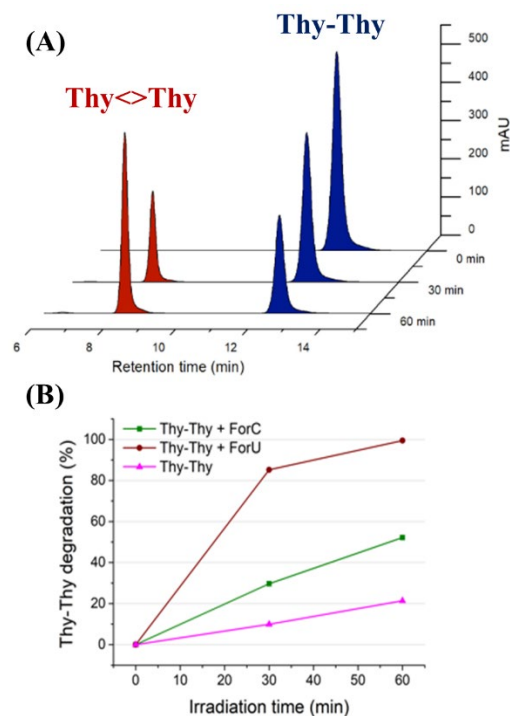 (A)
Thy-Thy
Thy<>Thy
500
400
300
200
100
0
mAU
0 min
30 min
60 min
6 8 10 12 14
Retention time (min)
(B)
Thy-Thy + ForC
Thy-Thy + ForU
Thy-Thy
100
80
60
40
20
0
Thy-Thy degradation (%)
0 10 20 30 40 50 60
Irradiation time (min)